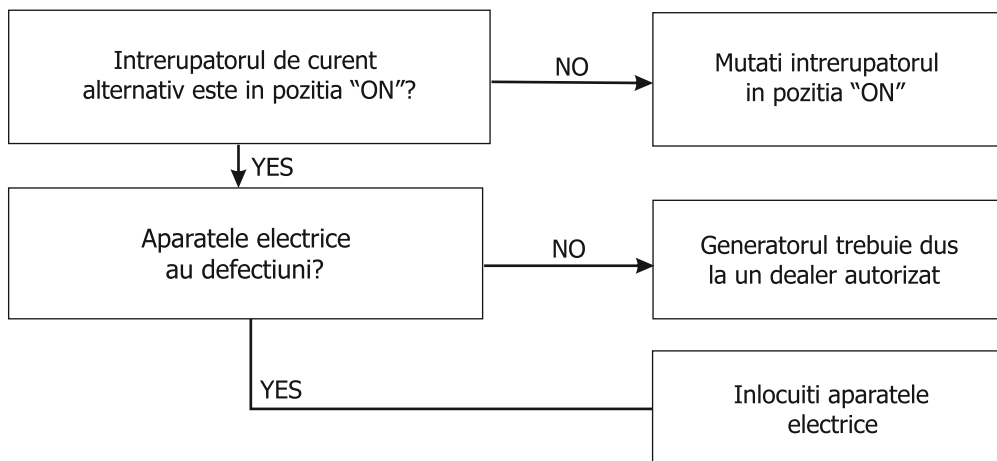 Intrerupatorul de curent
alternativ este in pozitia “ON”?
NO
Mutati intrerupatorul
in pozitia “ON”
YES
Aparatele electrice
au defectiuni?
NO
Generatorul trebuie dus
la un dealer autorizat
YES
Inlocuiti aparatele
electrice